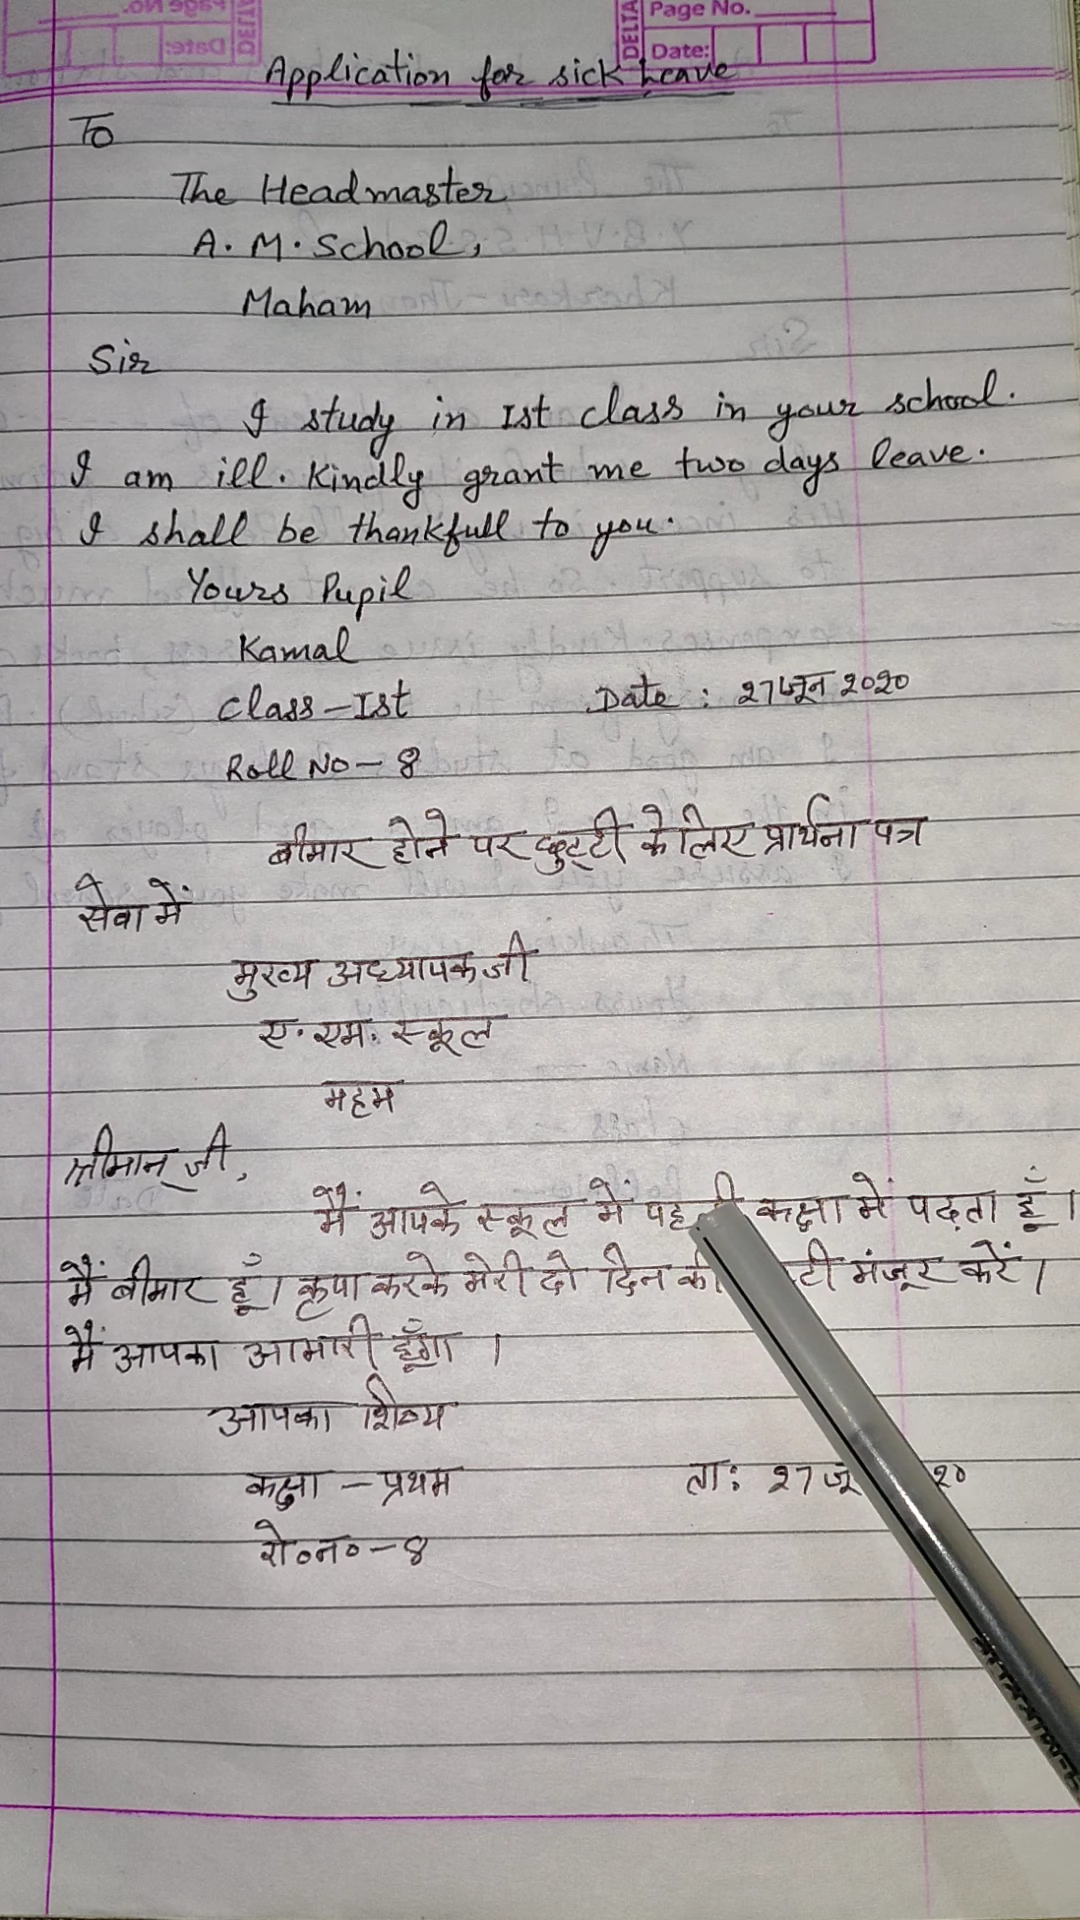 DELTA Page No.
Date:
Application for sick Leave
To
The Headmaster
A. M. School,
Maham
Sir
I study in Ist class in your school.
I am ill. Kindly grant me two days leave.
I shall be thankfull to you.
Yours Pupil
Kamal
Class-Ist Date: 27 जून 2020
Roll No-8
बीमार होने पर छुट्टी के लिए प्रार्थना पत्र
सेवा में
मुख्य अध्यापक जी
ए. एम. स्कूल
महम
श्रीमान् जी,
मैं आपके स्कूल में कक्षा में पढ़ता हूँ।
मैं बीमार हूँ। कृपा करके मेरी दो दिन की मंजूर करें।
मैं आपका आभारी हूँगा।
आपका शिष्य
कक्षा - प्रथम ता: 27
रो०न०-8